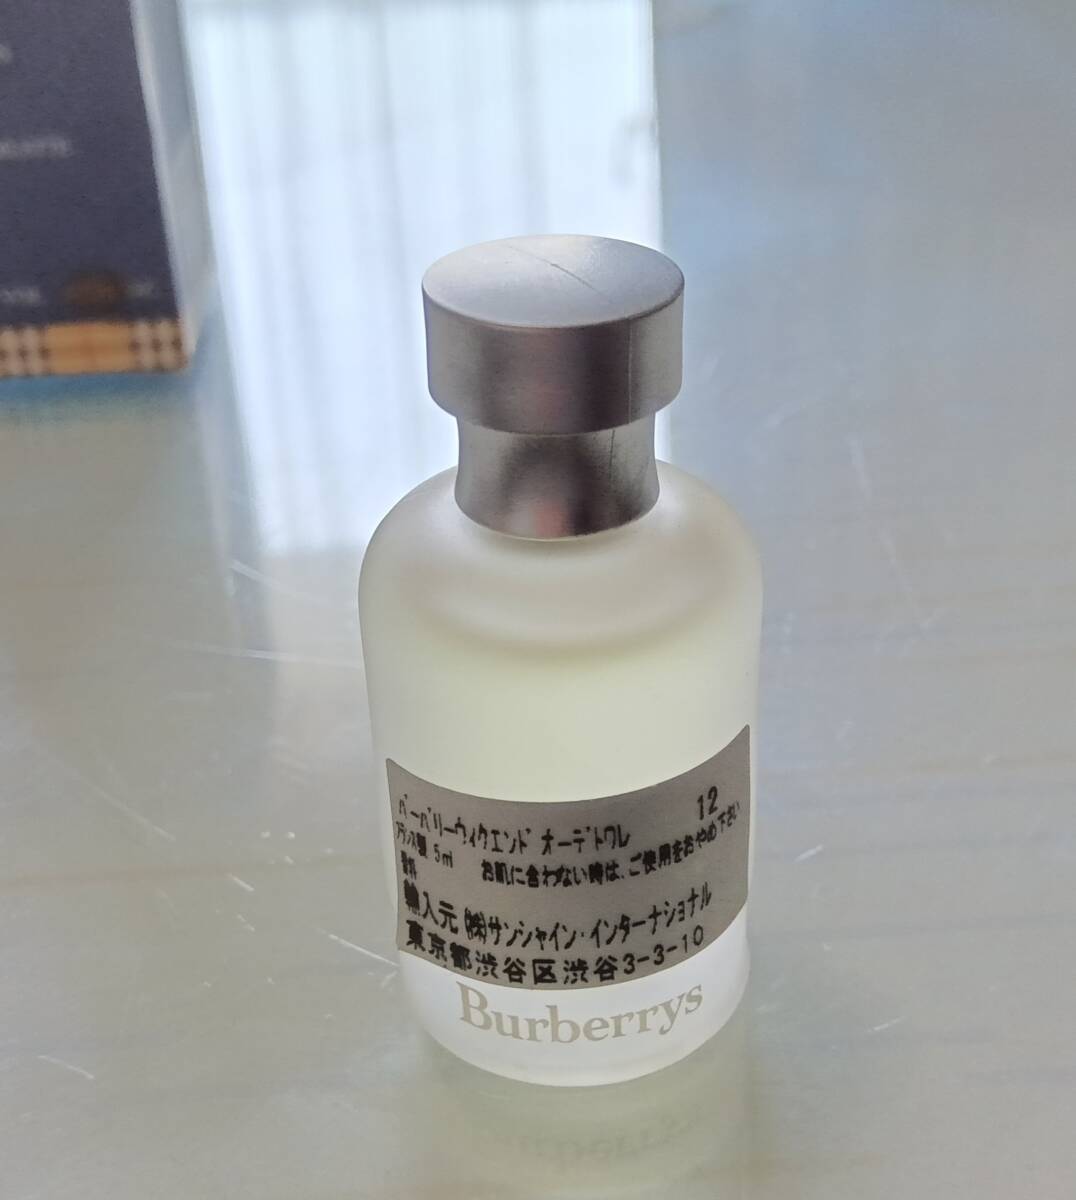 バーバリーウィクエンド オーデトワレ 12
フランス製 5ml お肌に合わない時は、ご使用をおやめ下さい
香料
輸入元 ㈱サンシャイン・インターナショナル
東京都渋谷区渋谷3-3-10
Burberrys